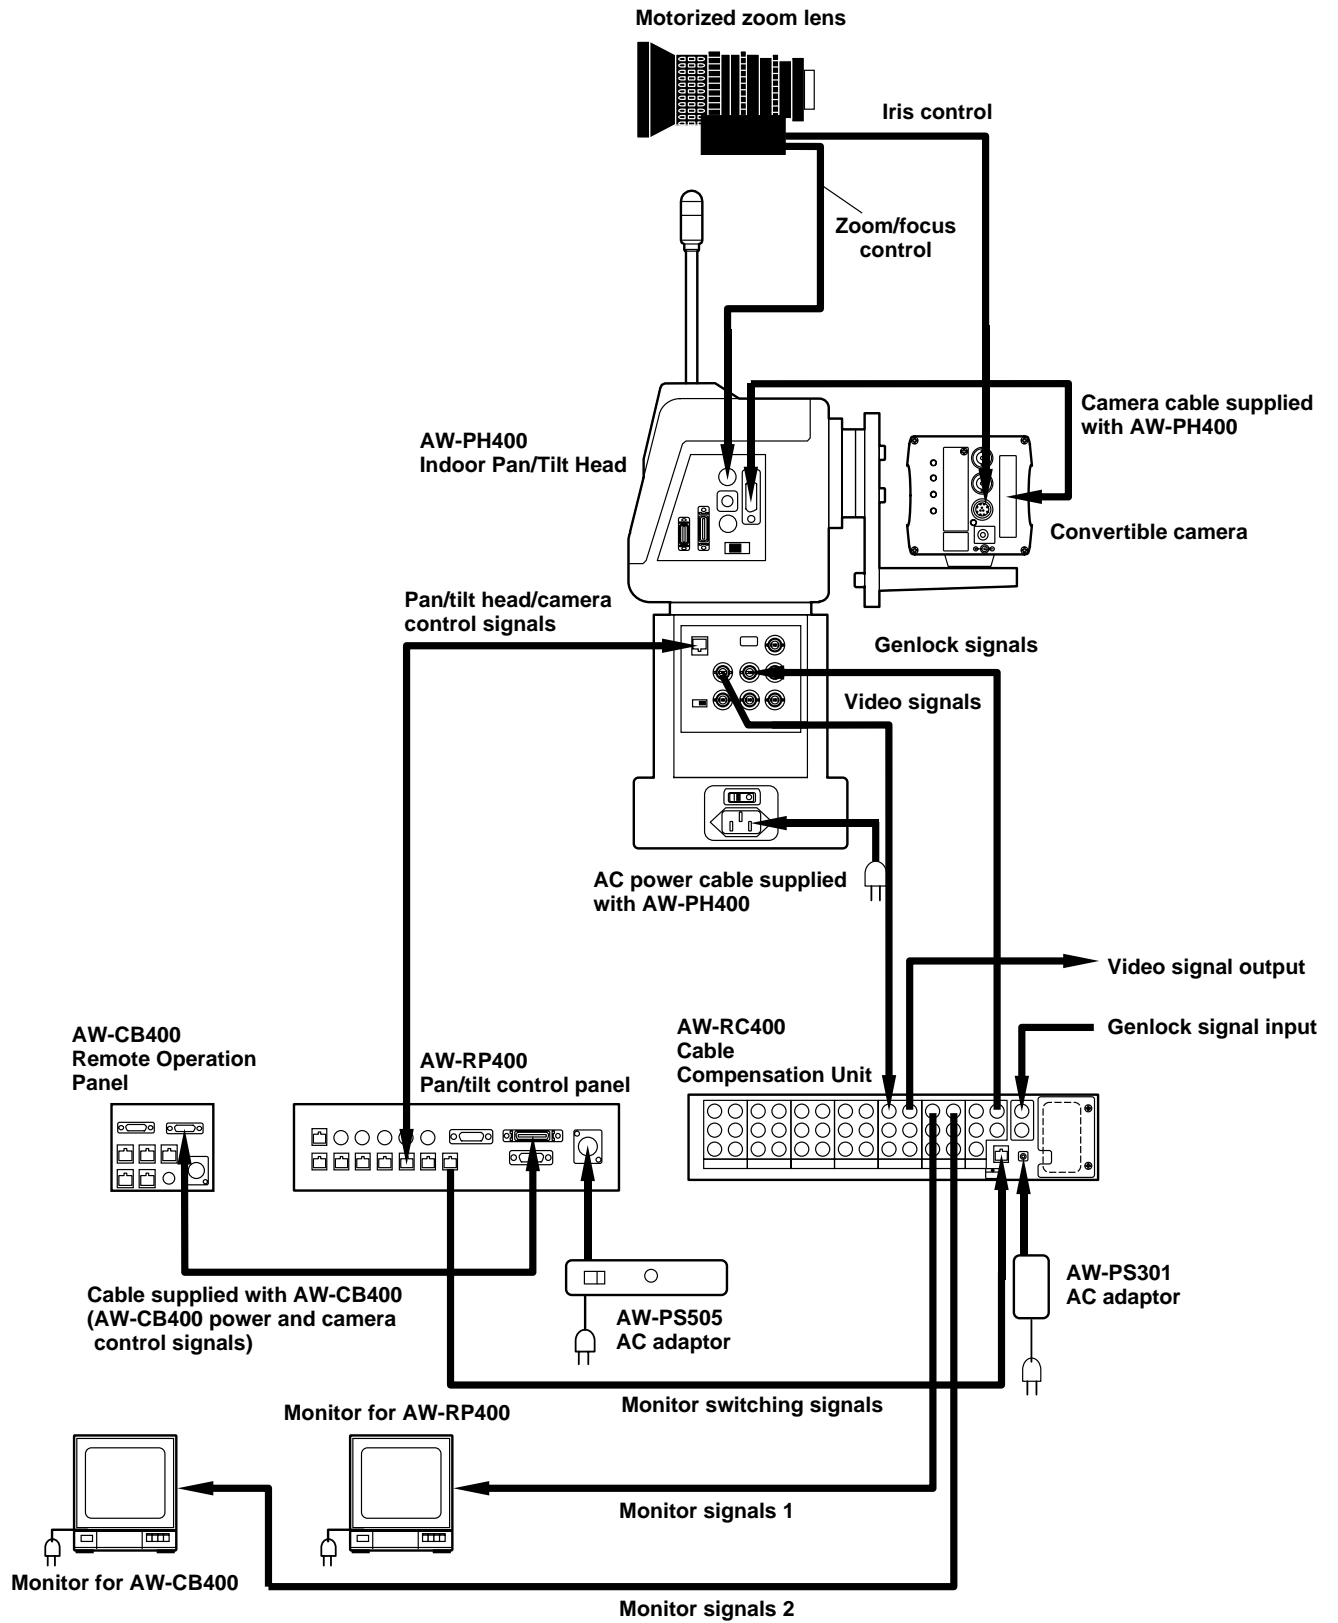 Motorized zoom lens
Iris control
Zoom/focus
control
Camera cable supplied
with AW-PH400
AW-PH400
Indoor Pan/Tilt Head
Convertible camera
Pan/tilt head/camera
control signals
Genlock signals
Video signals
AC power cable supplied
with AW-PH400
Video signal output
Genlock signal input
AW-CB400
Remote Operation
Panel
AW-RP400
Pan/tilt control panel
AW-RC400
Cable
Compensation Unit
Cable supplied with AW-CB400
(AW-CB400 power and camera
control signals)
AW-PS505
AC adaptor
AW-PS301
AC adaptor
Monitor switching signals
Monitor for AW-RP400
Monitor signals 1
Monitor for AW-CB400
Monitor signals 2